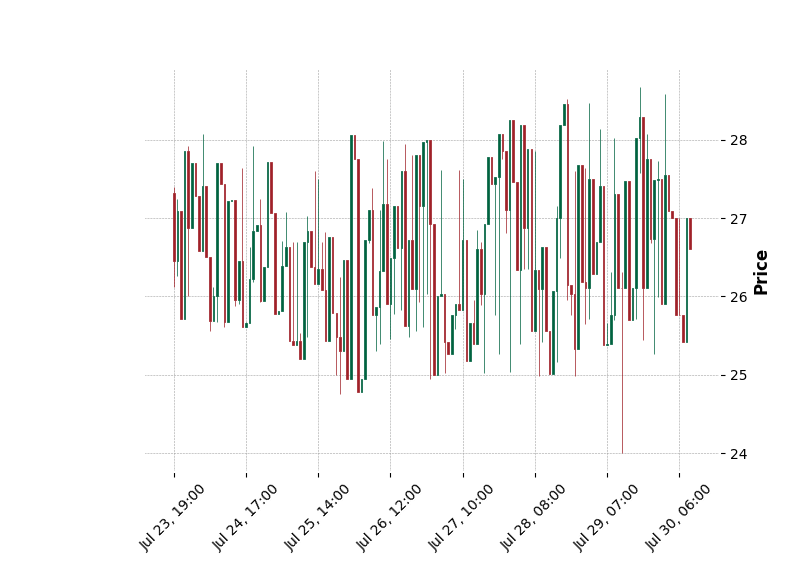 28
27
26
25
24
Price
Jul 23, 19:00
Jul 24, 17:00
Jul 25, 14:00
Jul 26, 12:00
Jul 27, 10:00
Jul 28, 08:00
Jul 29, 07:00
Jul 30, 06:00